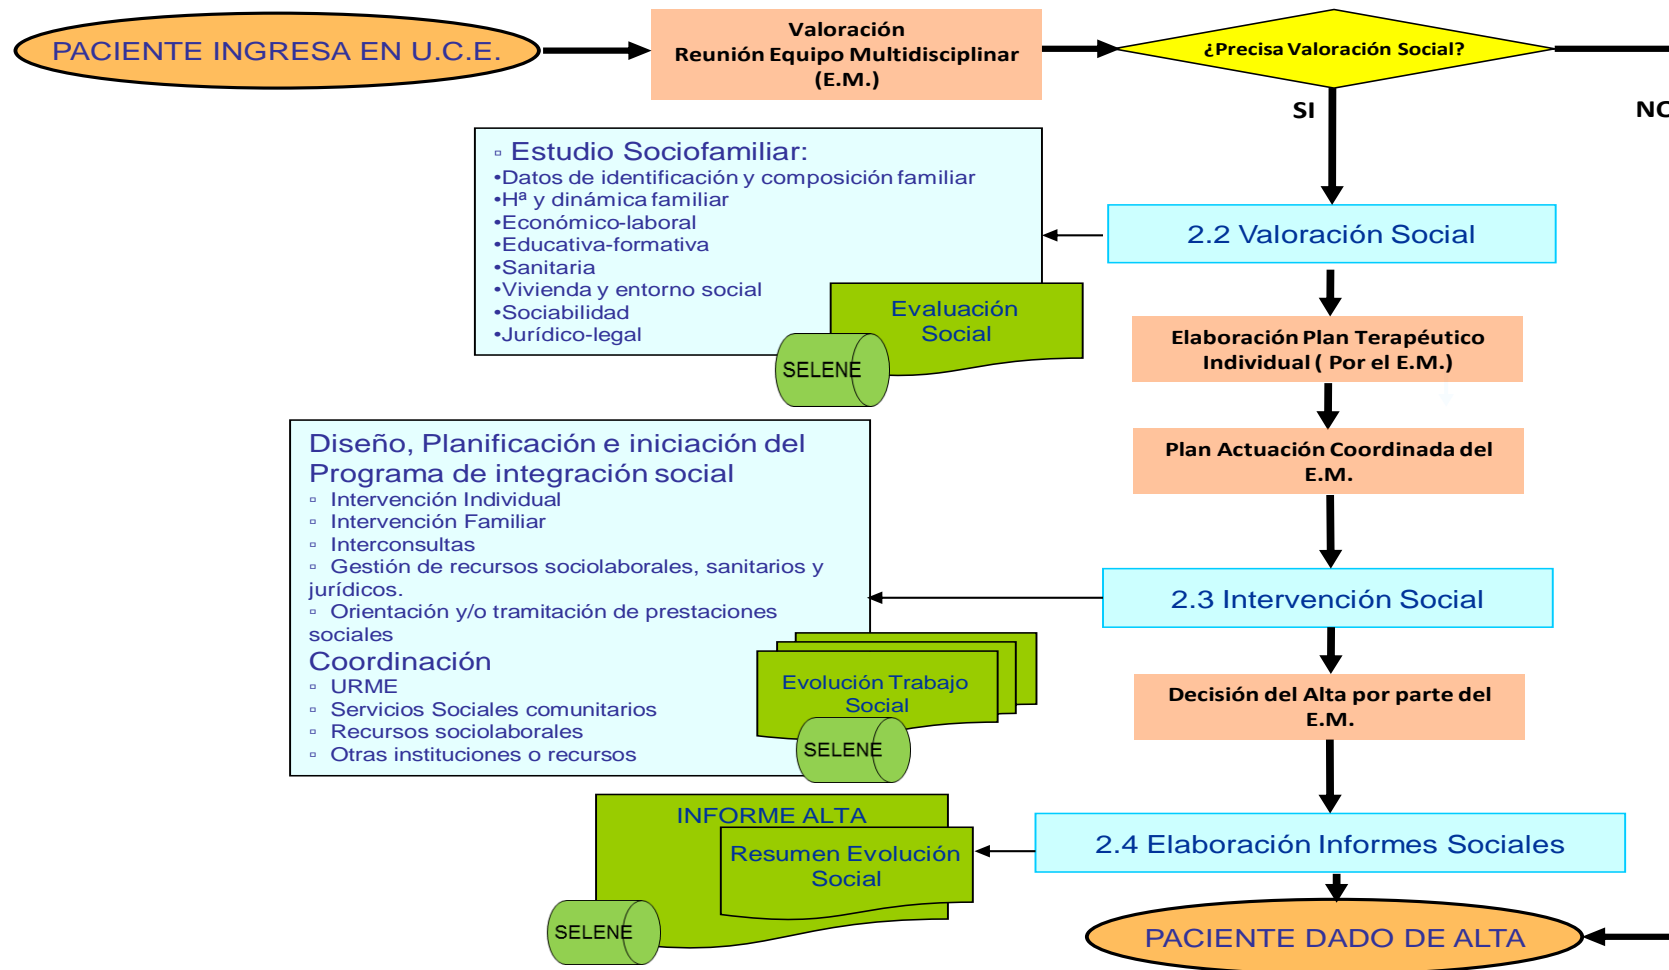 PACIENTE INGRESA EN U.C.E.
Valoración
Reunión Equipo Multidisciplinar
(E.M.)
¿Precisa Valoración Social?
SI
NO
▫ Estudio Sociofamiliar:
•Datos de identificación y composición familiar
•Hª y dinámica familiar
•Económico-laboral
•Educativa-formativa
•Sanitaria
•Vivienda y entorno social
•Sociabilidad
•Jurídico-legal
Evaluación
Social
SELENE
2.2 Valoración Social
Elaboración Plan Terapéutico
Individual ( Por el E.M.)
Plan Actuación Coordinada del
E.M.
Diseño, Planificación e iniciación del
Programa de integración social
▫ Intervención Individual
▫ Intervención Familiar
▫ Interconsultas
▫ Gestión de recursos sociolaborales, sanitarios y
jurídicos.
▫ Orientación y/o tramitación de prestaciones
sociales
Coordinación
▫ URME
▫ Servicios Sociales comunitarios
▫ Recursos sociolaborales
▫ Otras instituciones o recursos
Evolución Trabajo
Social
SELENE
2.3 Intervención Social
Decisión del Alta por parte del
E.M.
INFORME ALTA
Resumen Evolución
Social
SELENE
2.4 Elaboración Informes Sociales
PACIENTE DADO DE ALTA